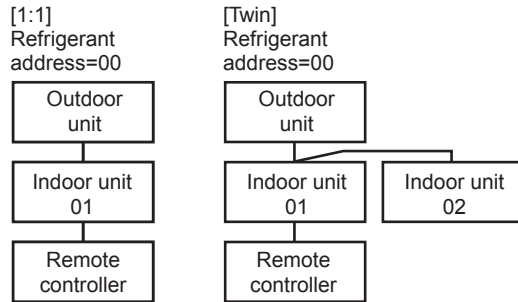 [1:1]
Refrigerant
address=00
Outdoor
unit
Indoor unit
01
Remote
controller
[Twin]
Refrigerant
address=00
Outdoor
unit
Indoor unit
01
Indoor unit
02
Remote
controller